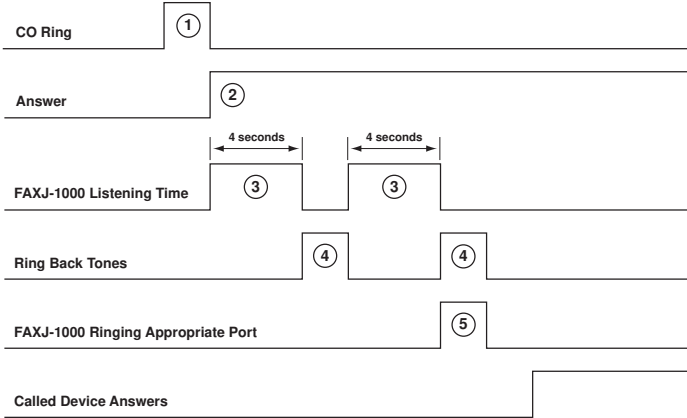 CO Ring
1
Answer
2
4 seconds
4 seconds
FAXJ-1000 Listening Time
3
3
Ring Back Tones
4
4
FAXJ-1000 Ringing Appropriate Port
5
Called Device Answers